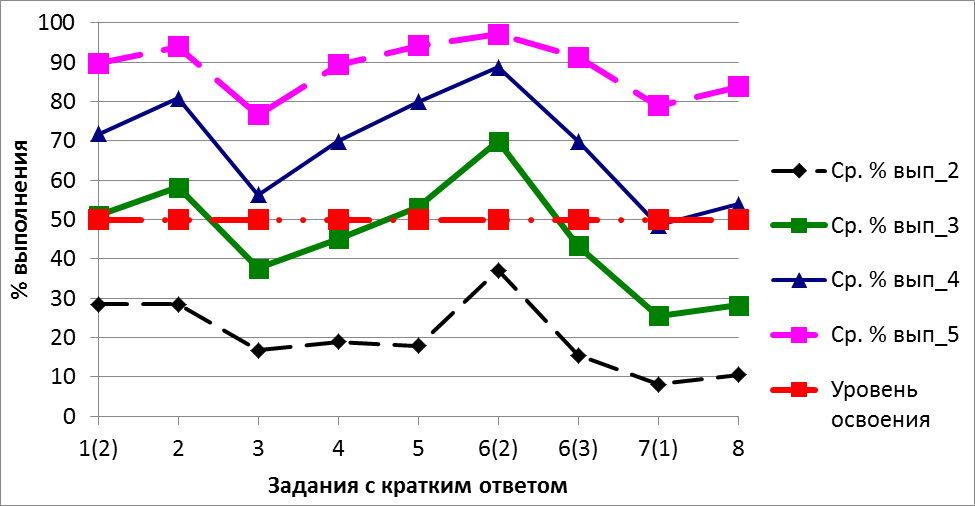 100
90
80
70
60
50
40
30
20
10
0
% выполнения
1(2) 2 3 4 5 6(2) 6(3) 7(1) 8
Задания с кратким ответом
Ср. % вып_2
Ср. % вып_3
Ср. % вып_4
Ср. % вып_5
Уровень
освоения